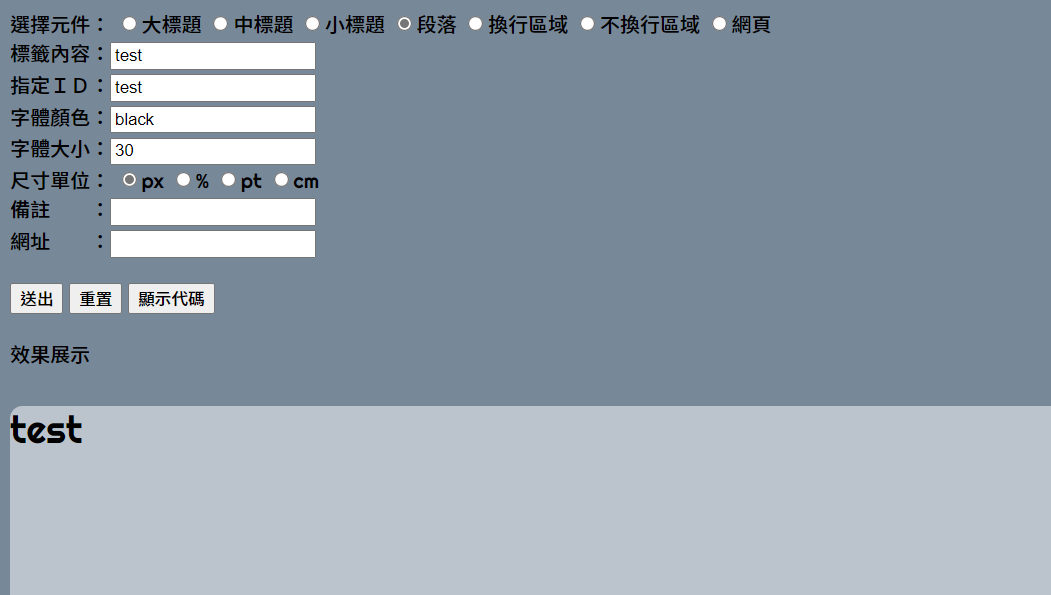 選擇元件： 大標題 中標題 小標題 段落 換行區域 不換行區域 網頁
標籤內容：test
指定ＩＤ：test
字體顏色：black
字體大小：30
尺寸單位： px % pt cm
備註　　：
網址　　：
送出 重置 顯示代碼
效果展示
test